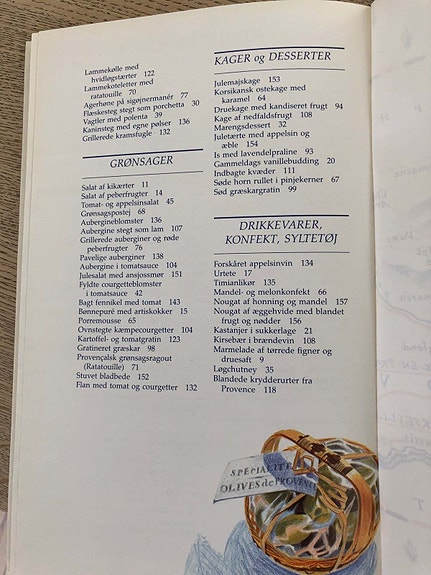 Lammekølle med
hvidløgstærter 122
Lammekoteletter med
ratatouille 70
Agerhøne på sigøjnermanér 77
Flæskesteg stegt som porchetta 30
Vagtler med polenta 39
Kaninsteg med egne pølser 136
Grillerede kramsfugle 132
GRØNSAGER
Salat af kikærter 11
Salat af peberfrugter 14
Tomat- og appelsinsalat 45
Grønsagspostej 68
Aubergineblomster 136
Aubergine stegt som lam 107
Grillerede auberginer og røde
peberfrugter 76
Pavelige auberginer 138
Aubergine i tomatsauce 104
Julesalat med ansjossnør 151
Fyldte courgetteblomster
i tomatsauce 42
Bagt fennikel med tomat 143
Bønnepuré med artiskokker 15
Porremousse 65
Ovnstegte kæmpecourgetter 104
Kartoffel- og tomatgratin 123
Gratineret græskar 98
Provençalsk grønsagsragout
(Ratatouille) 71
Stuvet bladbede 152
Flan med tomat og courgetter 132
KAGER og DESSERTER
Julemajskage 153
Korsikansk ostekage med
karamel 64
Druekage med kandiseret frugt 94
Kage af nedfaldsfrugt 108
Marengsdessert 32
Juletærte med appelsin og
æble 154
Is med lavendelpraline 93
Gammeldags vanillebudding 20
Indbagte kvæder 111
Søde horn rullet i pinjekerner 67
Sød græskargratin 99
DRIKKEVARER,
KONFEKT, SYLTETØJ
Forskåret appelsinvin 134
Urtete 17
Timianlikør 135
Mandel- og melonkonfekt 66
Nougat af honning og mandel 157
Nougat af æggehvide med blandet
frugt og nødder 156
Kastanjer i sukkerlage 21
Kirsebær i brændevin 108
Marmelade af tørrede figner og
druesaft 9
Løgchutney 35
Blandede krydderurter fra
Provence 118
SPECIALITE
OLIVES de PROVENCE